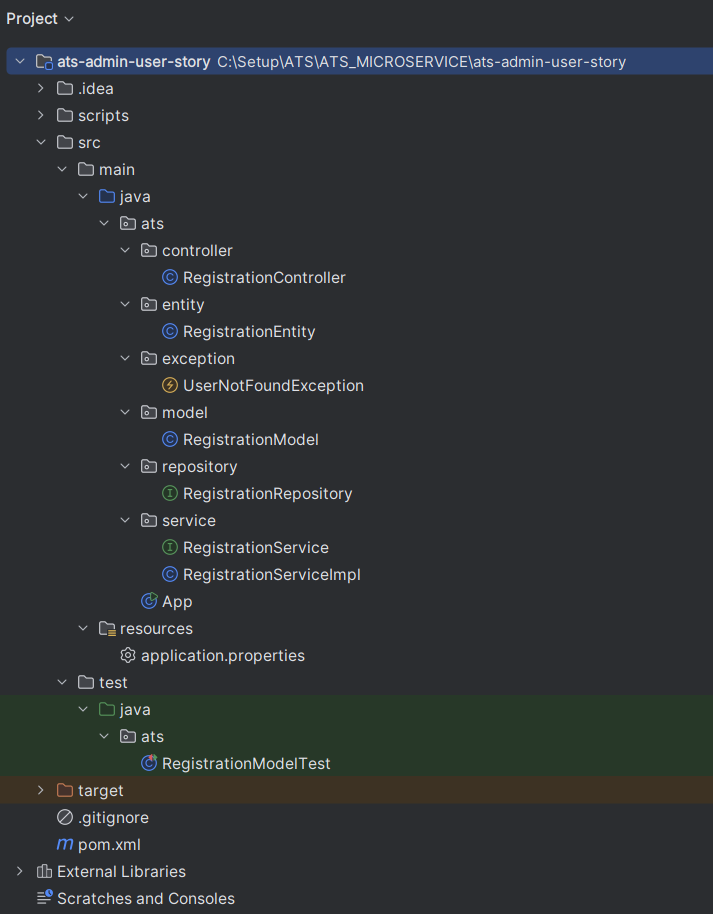 Project
ats-admin-user-story C:\Setup\ATS\ATS_MICROSERVICE\ats-admin-user-story
.idea
scripts
src
main
java
ats
controller
RegistrationController
entity
RegistrationEntity
exception
UserNotFoundException
model
RegistrationModel
repository
RegistrationRepository
service
RegistrationService
RegistrationServiceImpl
App
resources
application.properties
test
java
ats
RegistrationModelTest
target
.gitignore
pom.xml
External Libraries
Scratches and Consoles